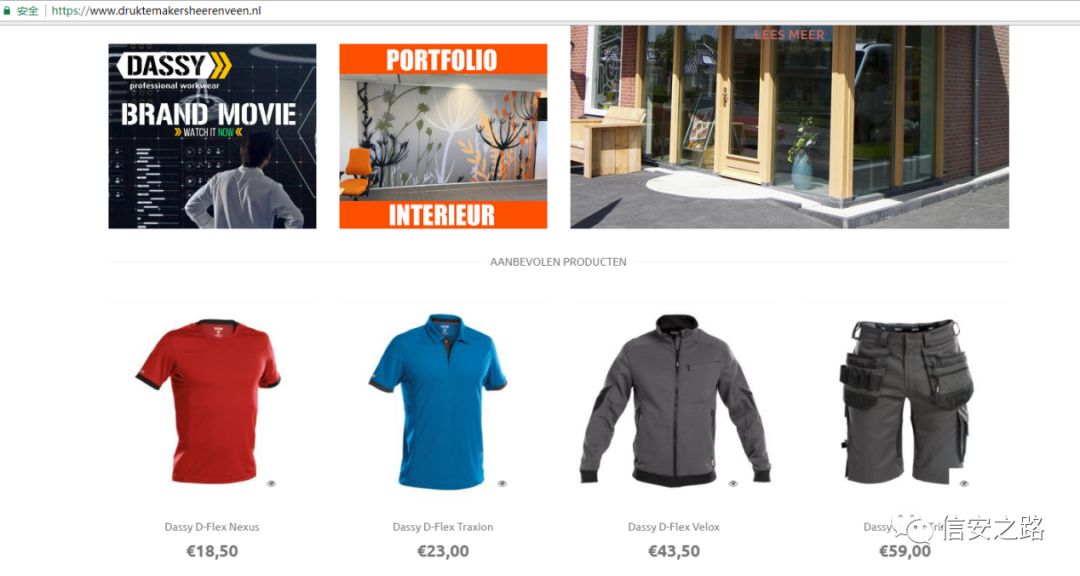 安全 https://www.druktemakersheerenveen.nl
DASSY
professional workwear
BRAND MOVIE
WATCH IT NOW
PORTFOLIO
INTERIEUR
LEES MEER
AANBEVOLEN PRODUCTEN
Dassy D-Flex Nexus
€18,50
Dassy D-Flex Traxion
€23,00
Dassy D-Flex Velox
€43,50
€59,00
信安之路